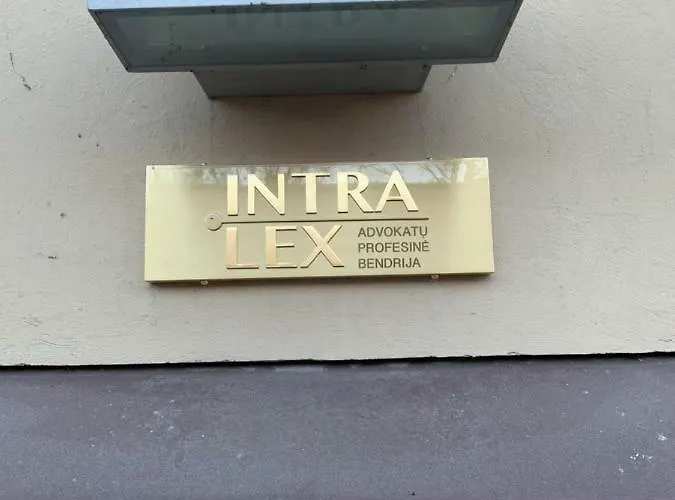 INTRA
LEX
ADVOKATŲ
PROFESINĖ
BENDRIJA